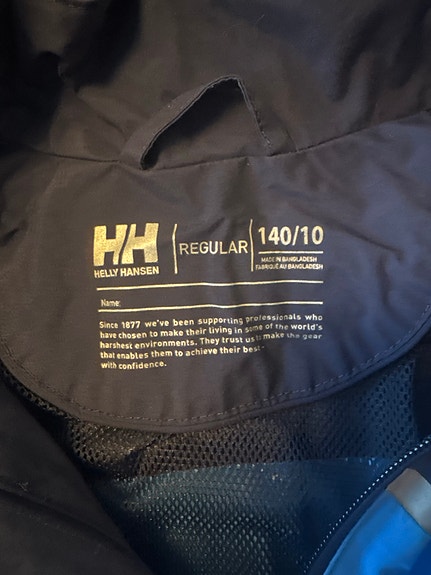 HH
HELLY HANSEN
REGULAR
140/10
MADE IN BANGLADESH
FABRIQUÉ AU BANGLADESH
Name:
Since 1877 we've been supporting professionals who
have chosen to make their living in some of the world's
harshest environments. They trust us to make the gear
that enables them to achieve their best-
with confidence.